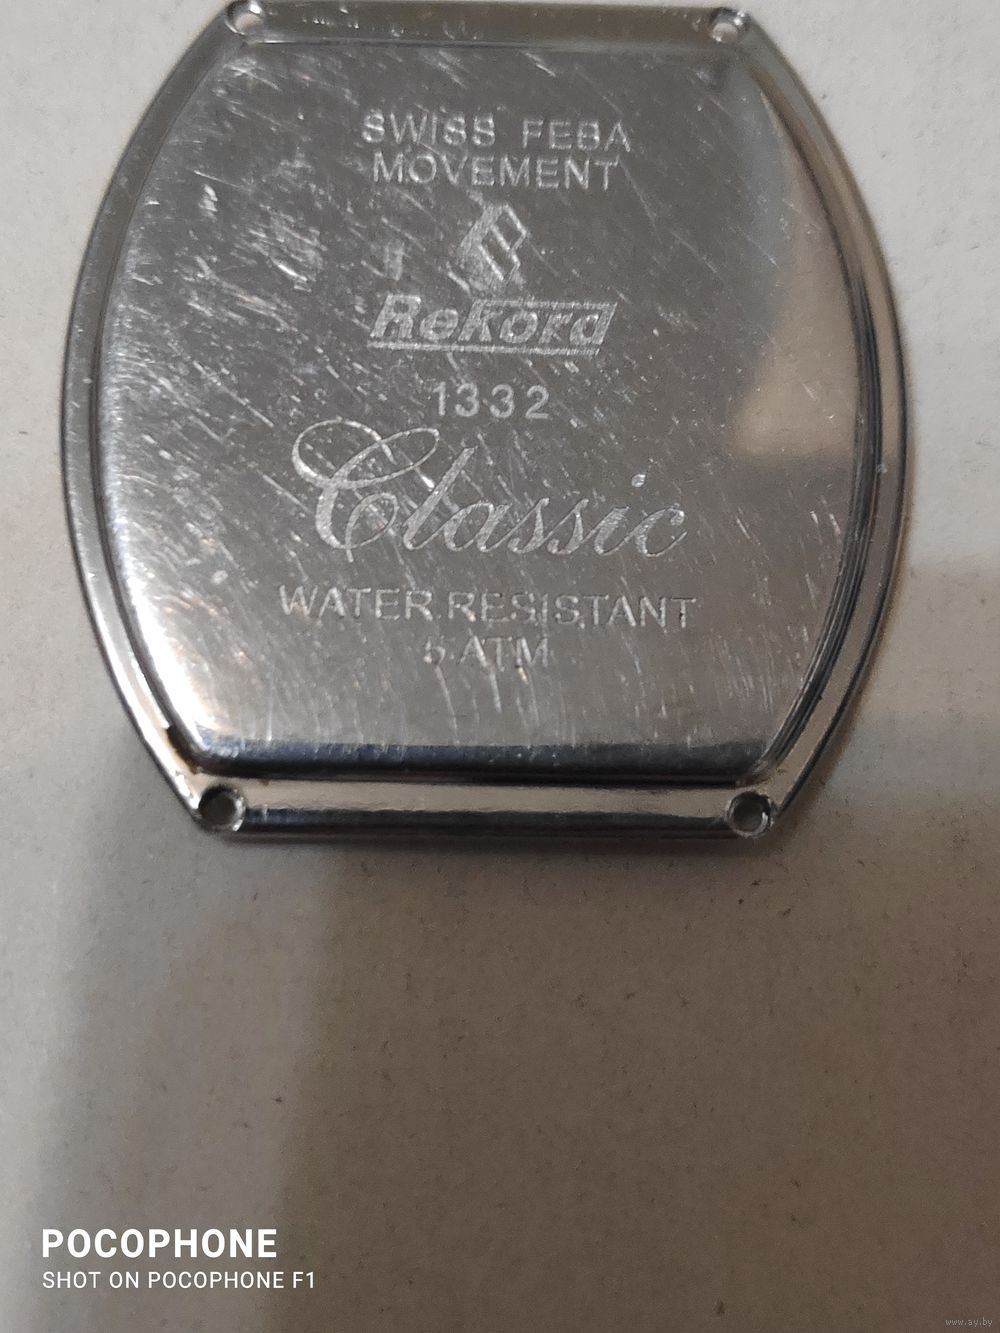 SWISS FEBA
MOVEMENT
Rekord
1332
Classic
WATER RESISTANT
5 ATM
POCOPHONE
SHOT ON POCOPHONE F1
www.ay.by